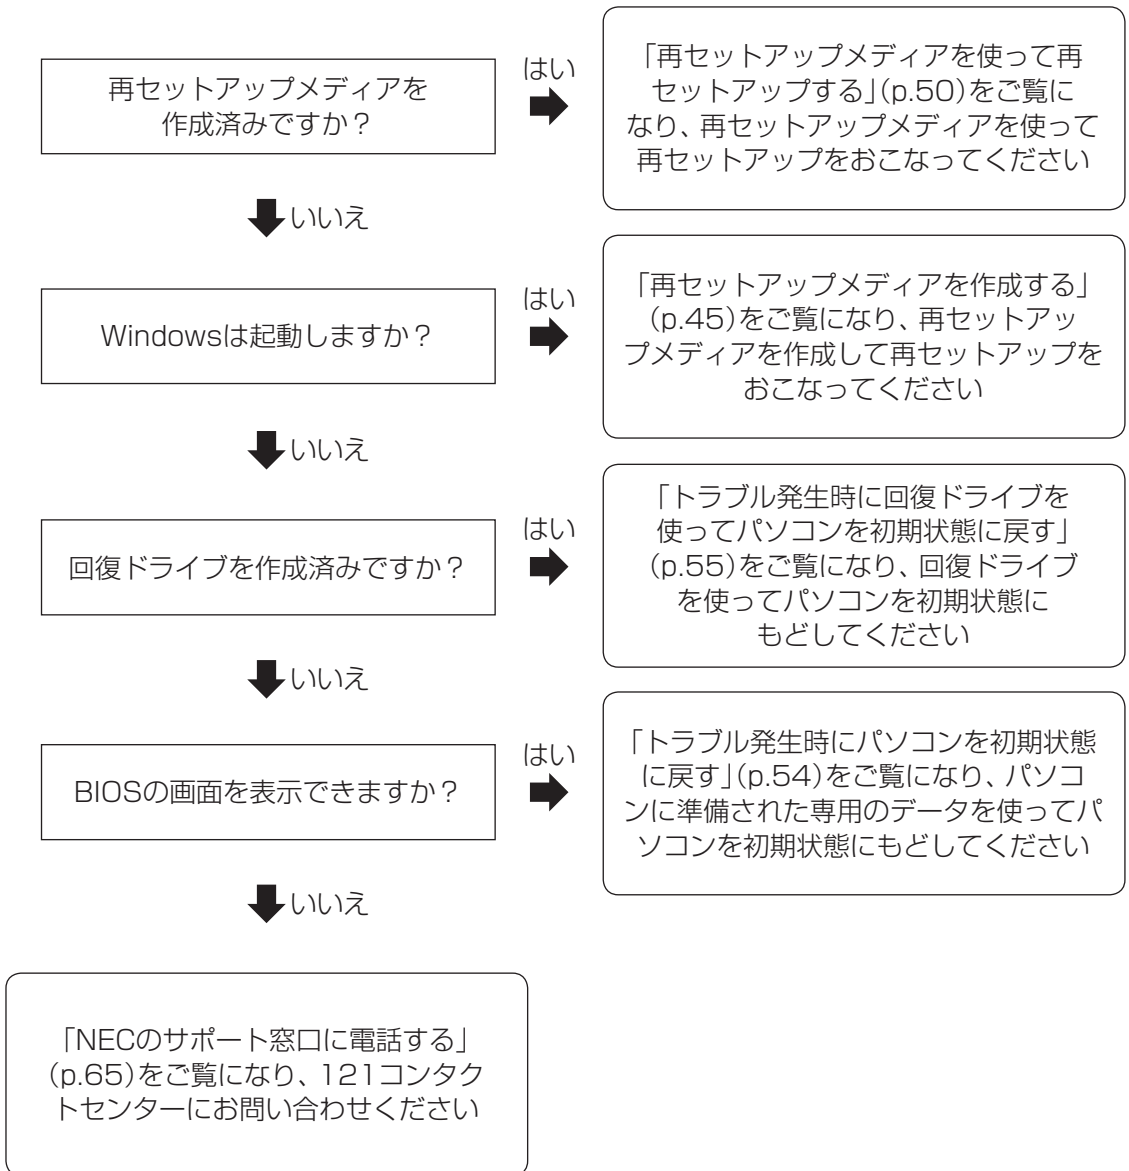 再セットアップメディアを
作成済みですか？
はい
「再セットアップメディアを使って再
セットアップする」(p.50)をご覧に
なり、再セットアップメディアを使って
再セットアップをおこなってください
いいえ
Windowsは起動しますか？
はい
「再セットアップメディアを作成する」
(p.45)をご覧になり、再セットアッ
プメディアを作成して再セットアップを
おこなってください
いいえ
回復ドライブを作成済みですか？
はい
「トラブル発生時に回復ドライブを
使ってパソコンを初期状態に戻す」
(p.55)をご覧になり、回復ドライブ
を使ってパソコンを初期状態に
もどしてください
いいえ
BIOSの画面を表示できますか？
はい
「トラブル発生時にパソコンを初期状態
に戻す」(p.54)をご覧になり、パソコ
ンに準備された専用のデータを使ってパ
ソコンを初期状態にもどしてください
いいえ
「NECのサポート窓口に電話する」
(p.65)をご覧になり、121コンタク
トセンターにお問い合わせください